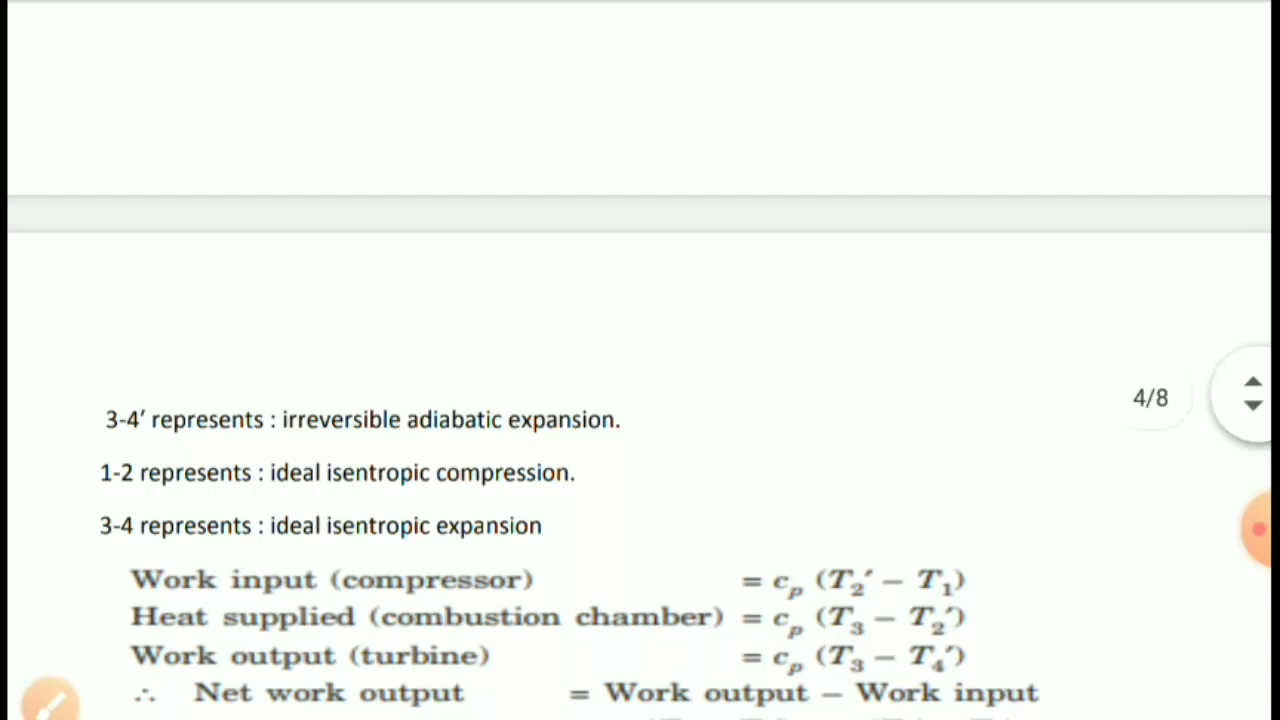 4/8
3-4′ represents : irreversible adiabatic expansion.
1-2 represents : ideal isentropic compression.
3-4 represents : ideal isentropic expansion
Work input (compressor) = cₚ (T₂′ – T₁)
Heat supplied (combustion chamber) = cₚ (T₃ – T₂′)
Work output (turbine) = cₚ (T₃ – T₄′)
∴ Net work output = Work output – Work input